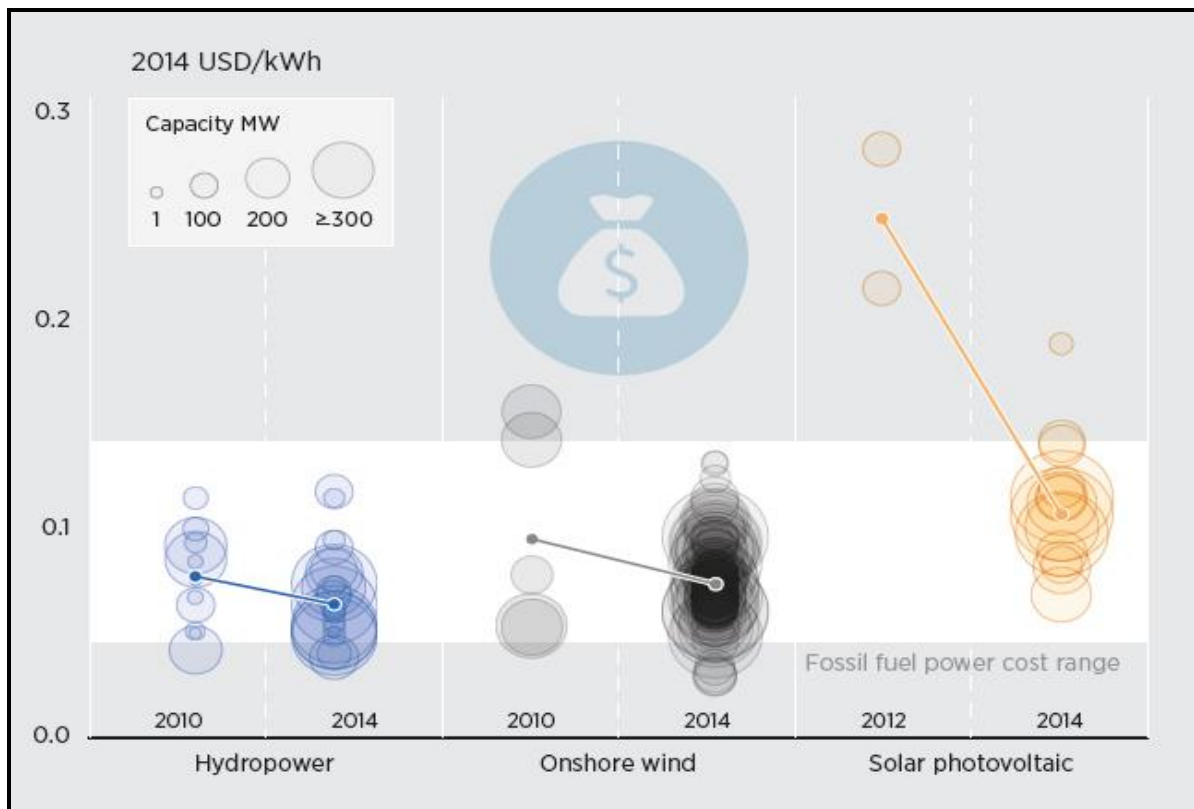 2014 USD/kWh
0.3
Capacity MW
1 100 200 ≥300
0.2
$
0.1
Fossil fuel power cost range
0.0
2010 2014 2010 2014 2012 2014
Hydropower Onshore wind Solar photovoltaic